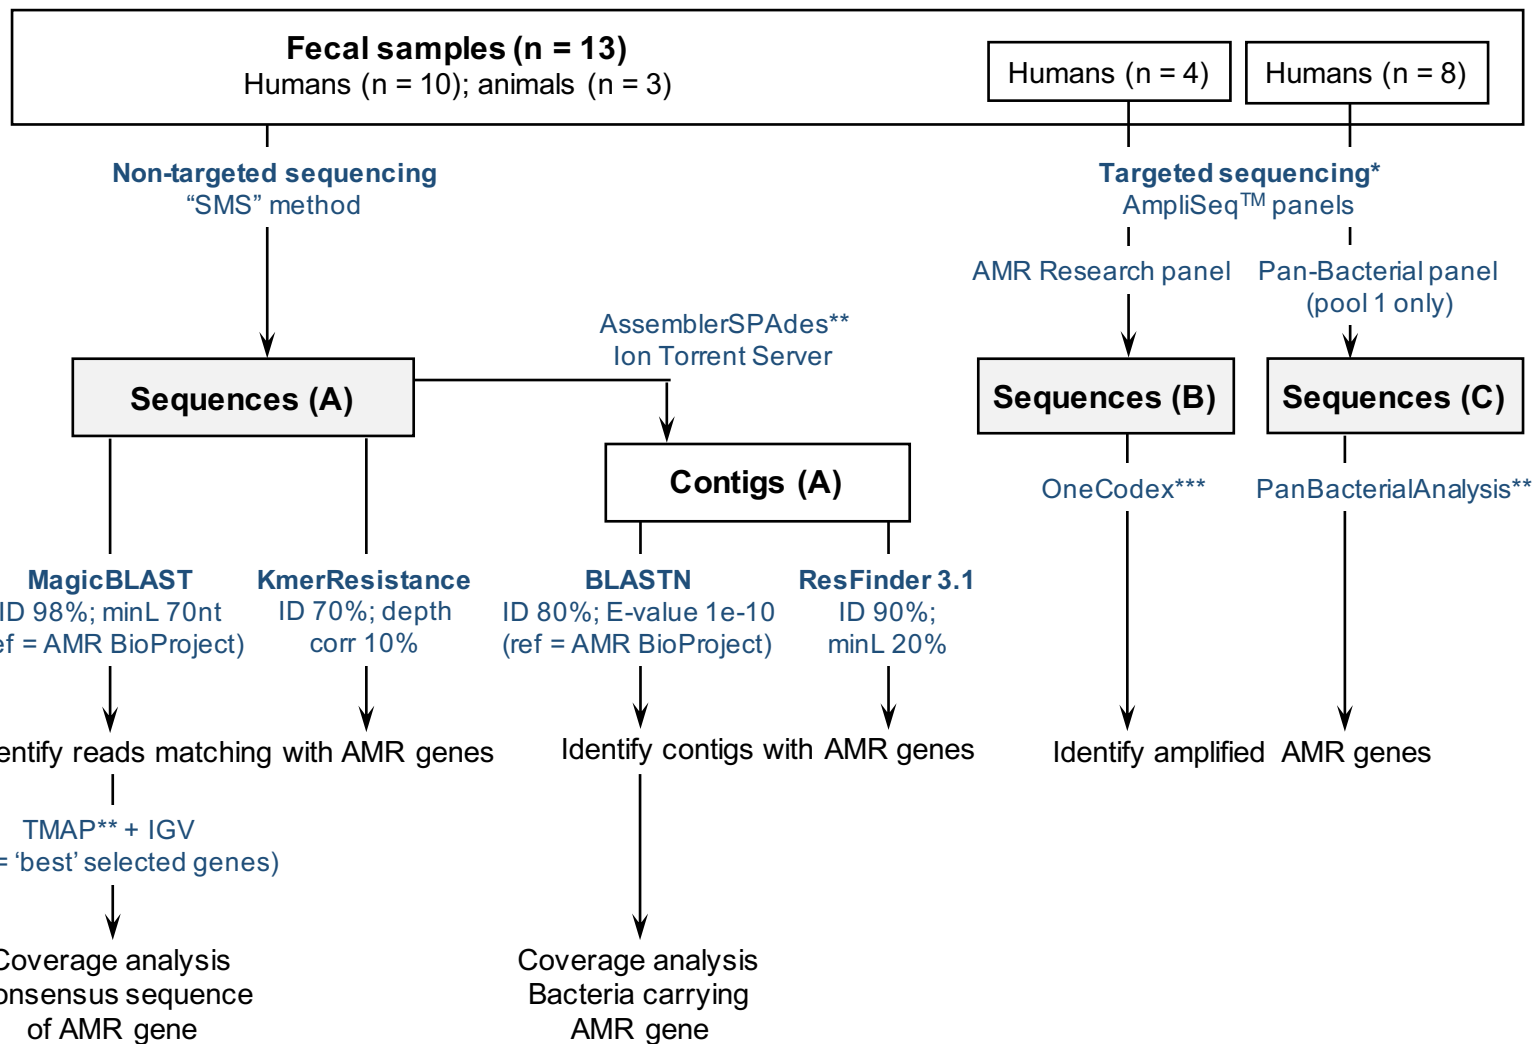 Fecal samples (n = 13)
Humans (n = 10); animals (n = 3)
Humans (n = 4)
Humans (n = 8)
Non-targeted sequencing
“SMS” method
Targeted sequencing*
AmpliSeqTM panels
AMR Research panel
Pan-Bacterial panel
(pool 1 only)
AssemblerSPAdes**
Ion Torrent Server
Sequences (A)
Sequences (B)
Sequences (C)
Contigs (A)
OneCodex***
PanBacterialAnalysis**
MagicBLAST
ID 98%; minL 70nt
= AMR BioProject)
KmerResistance
ID 70%; depth
corr 10%
BLASTN
ID 80%; E-value 1e-10
(ref = AMR BioProject)
ResFinder 3.1
ID 90%;
minL 20%
reads matching with AMR genes
Identify contigs with AMR genes
Identify amplified AMR genes
TMAP** + IGV
= ‘best’ selected genes)
Coverage analysis
sequence
of AMR gene
Coverage analysis
Bacteria carrying
AMR gene